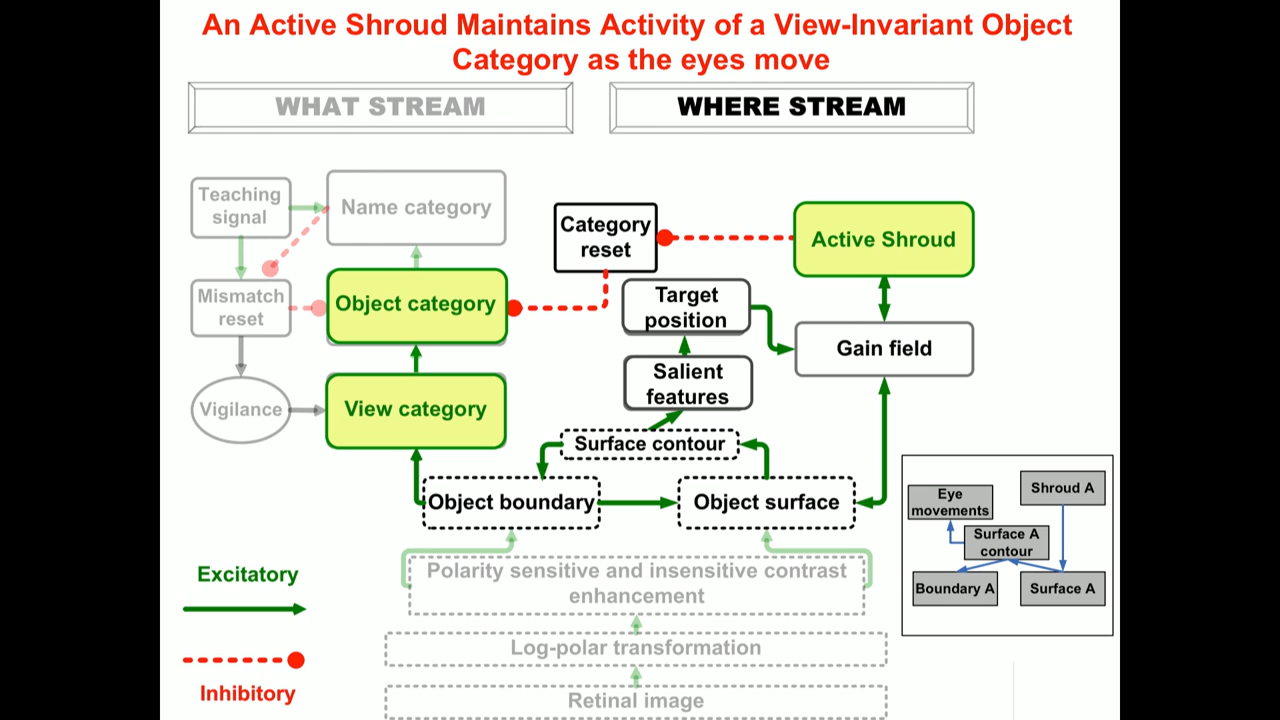 An Active Shroud Maintains Activity of a View-Invariant Object
Category as the eyes move
WHAT STREAM
WHERE STREAM
Teaching
signal
Name category
Category
reset
Active Shroud
Mismatch
reset
Object category
Target
position
Gain field
Vigilance
View category
Salient
features
Surface contour
Object boundary
Object surface
Polarity sensitive and insensitive contrast
enhancement
Log-polar transformation
Retinal image
Excitatory
Inhibitory
Eye
movements
Shroud A
Surface A
contour
Boundary A
Surface A